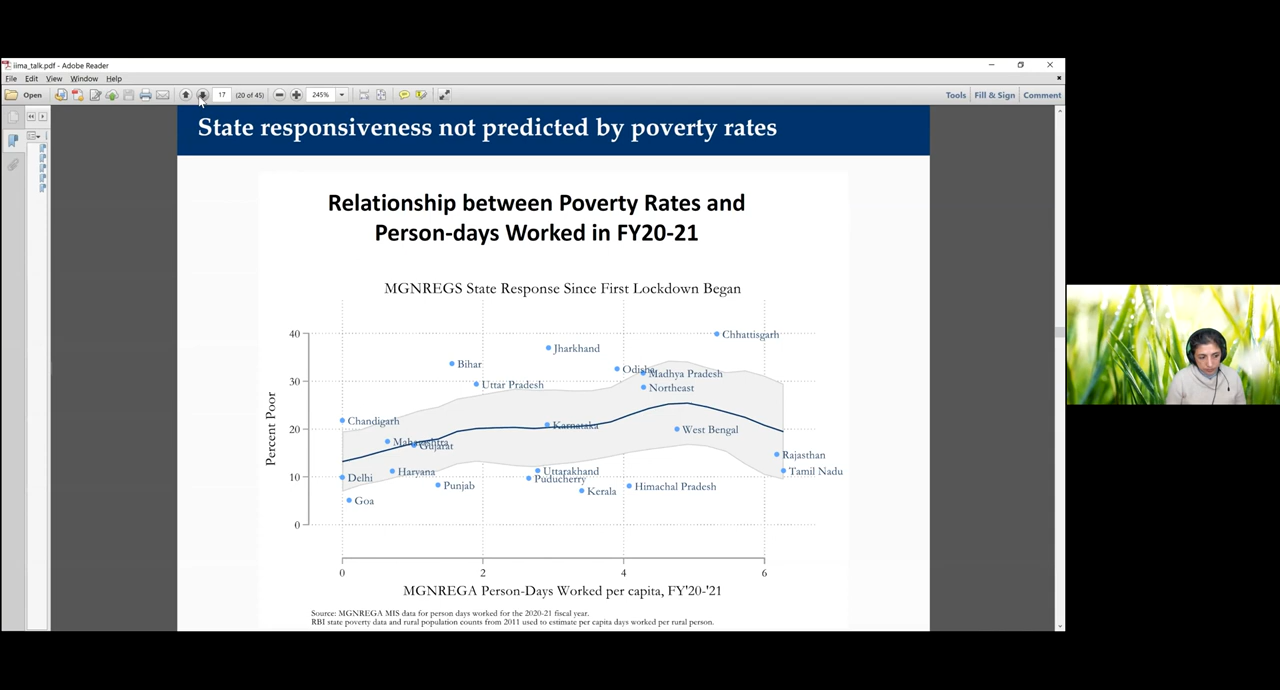 iima_talk.pdf - Adobe Reader
File Edit View Window Help
Open 17 (20 of 45) 245% Tools Fill & Sign Comment
State responsiveness not predicted by poverty rates
Relationship between Poverty Rates and
Person-days Worked in FY20-21
MGNREGS State Response Since First Lockdown Began
Percent Poor
40
30
20
10
0
Chhattisgarh
Jharkhand
Bihar
Odisha
Madhya Pradesh
Uttar Pradesh
Northeast
Chandigarh
Karnataka
West Bengal
Maharashtra
Gujarat
Rajasthan
Haryana
Uttarakhand
Tamil Nadu
Delhi
Puducherry
Punjab
Himachal Pradesh
Kerala
Goa
0 2 4 6
MGNREGA Person-Days Worked per capita, FY'20-'21
Source: MGNREGA MIS data for person days worked for the 2020-21 fiscal year.
RBI state poverty data and rural population counts from 2011 used to estimate per capita days worked per rural person.